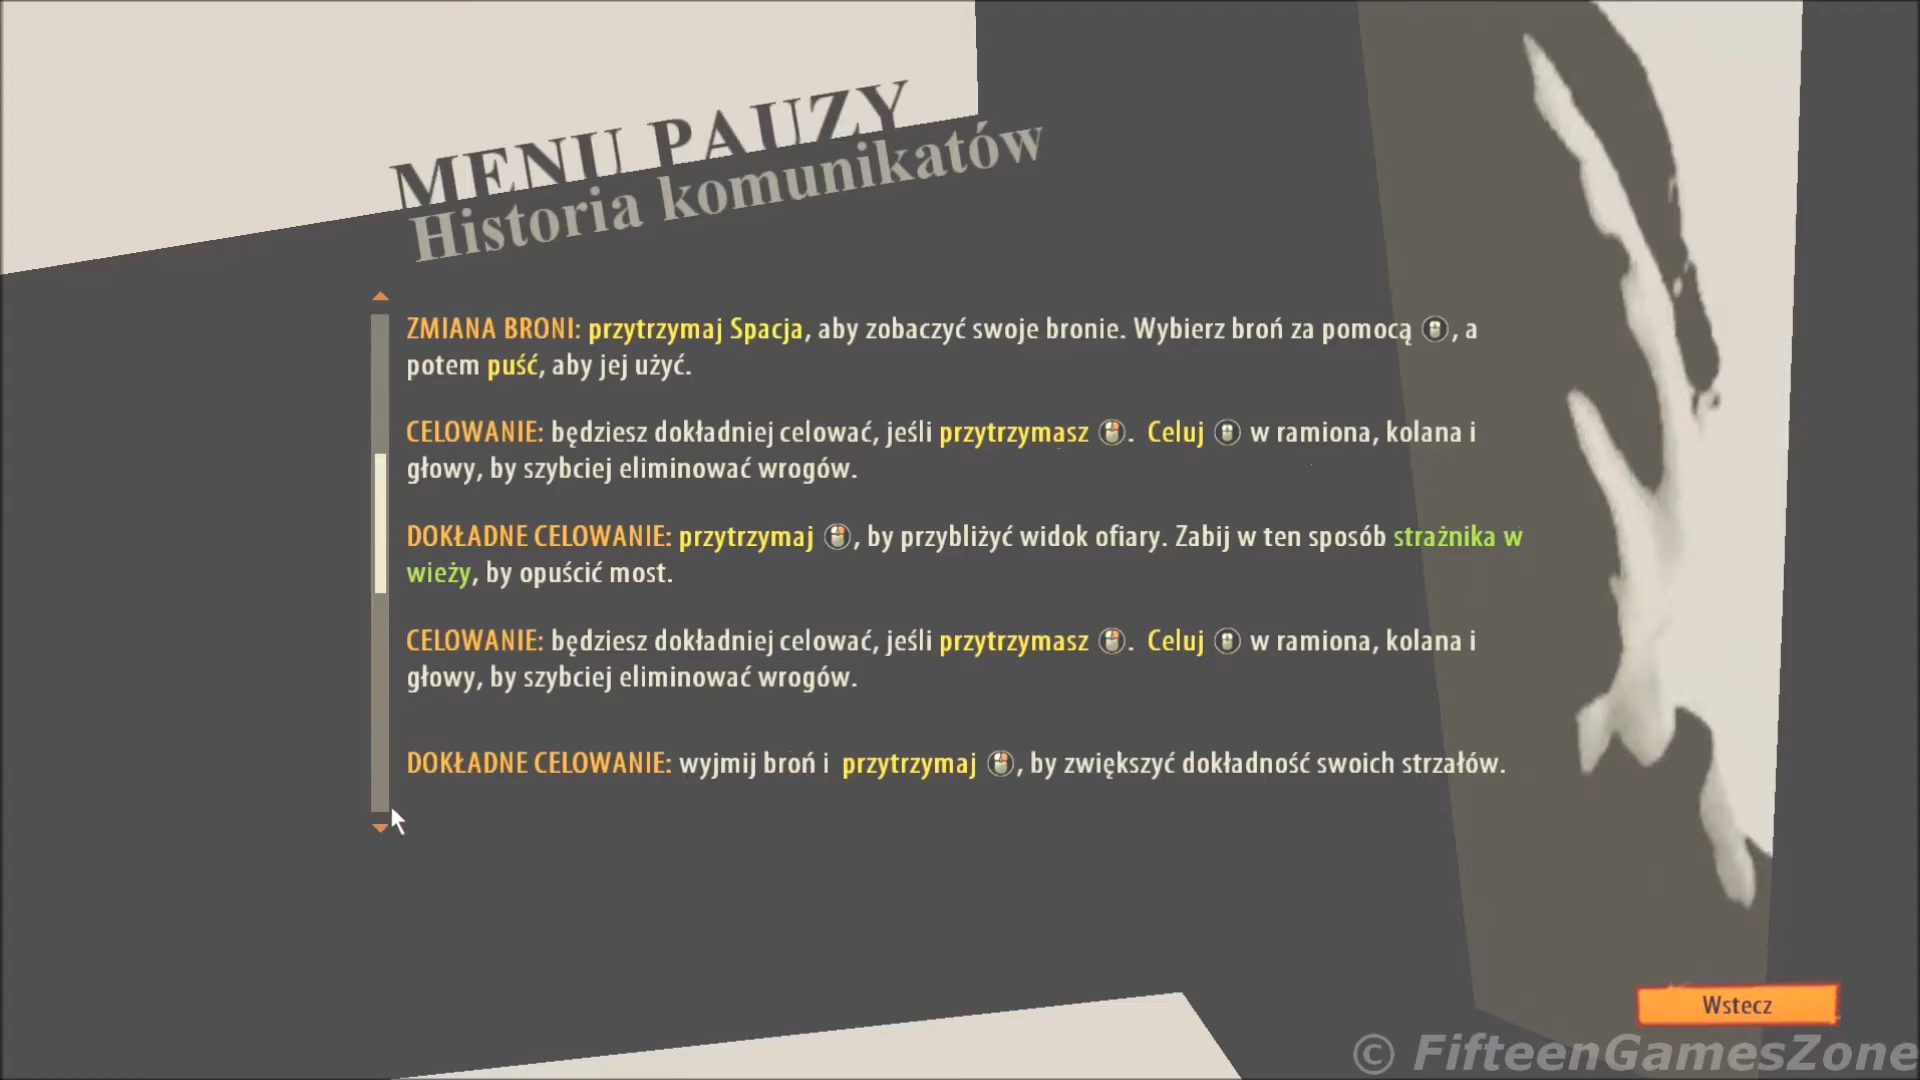 MENU PAUZY
Historia komunikatów
ZMIANA BRONI: przytrzymaj Spacja, aby zobaczyć swoje bronie. Wybierz broń za pomocą , a
potem puść, aby jej użyć.
CELOWANIE: będziesz dokładniej celować, jeśli przytrzymasz . Celuj w ramiona, kolana i
głowy, by szybciej eliminować wrogów.
DOKŁADNE CELOWANIE: przytrzymaj , by przybliżyć widok ofiary. Zabij w ten sposób strażnika w
wieży, by opuścić most.
CELOWANIE: będziesz dokładniej celować, jeśli przytrzymasz . Celuj w ramiona, kolana i
głowy, by szybciej eliminować wrogów.
DOKŁADNE CELOWANIE: wyjmij broń i przytrzymaj , by zwiększyć dokładność swoich strzałów.
Wstecz
© FifteenGamesZone